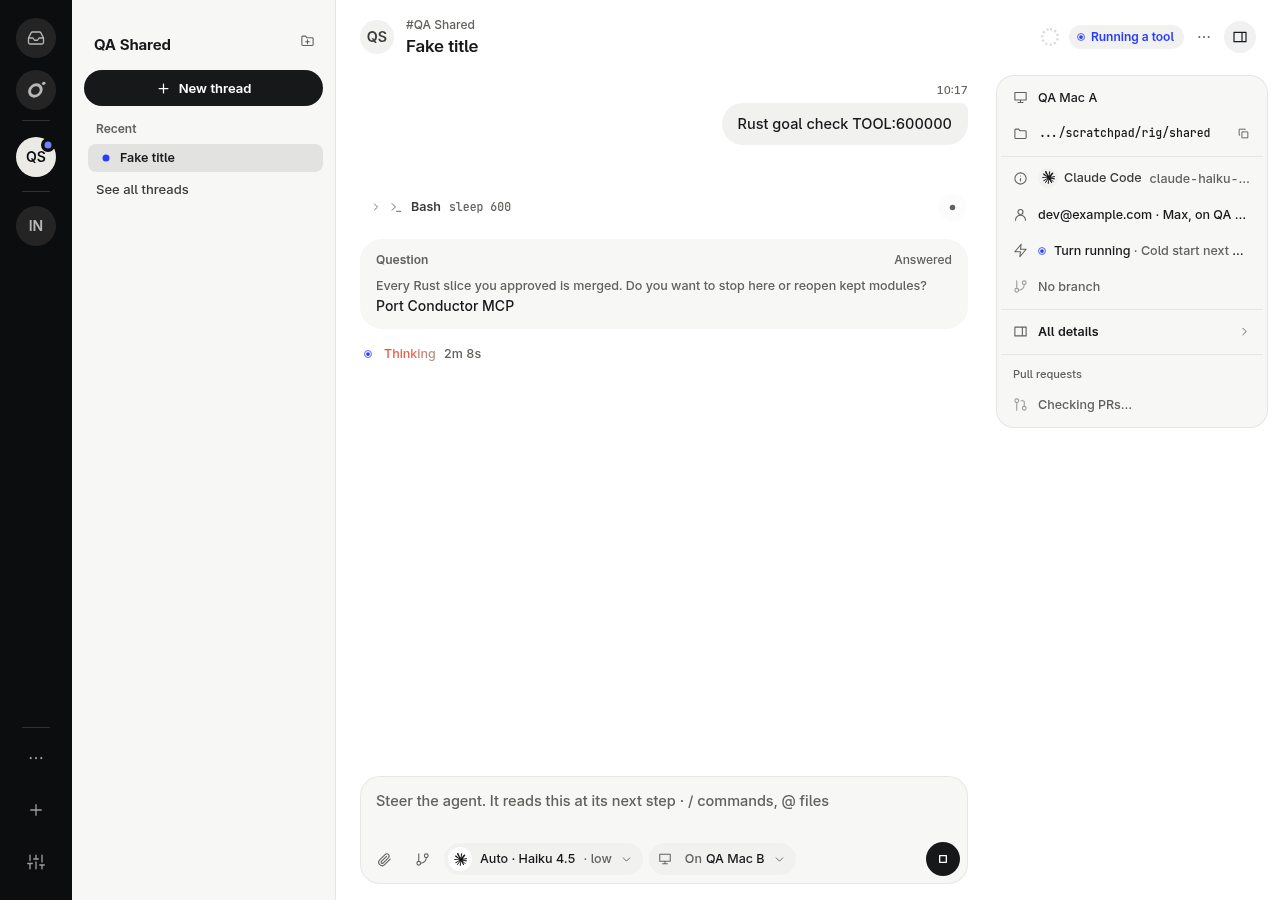 QS
IN
QA Shared
New thread
Recent
Fake title
See all threads
QS
#QA Shared
Fake title
Running a tool
10:17
Rust goal check TOOL:600000
Bash sleep 600
Question
Answered
Every Rust slice you approved is merged. Do you want to stop here or reopen kept modules?
Port Conductor MCP
Thinking 2m 8s
QA Mac A
.../scratchpad/rig/shared
Claude Code claude-haiku-...
dev@example.com · Max, on QA ...
Turn running · Cold start next ...
No branch
All details
Pull requests
Checking PRs...
Steer the agent. It reads this at its next step · / commands, @ files
Auto · Haiku 4.5 · low
On QA Mac B